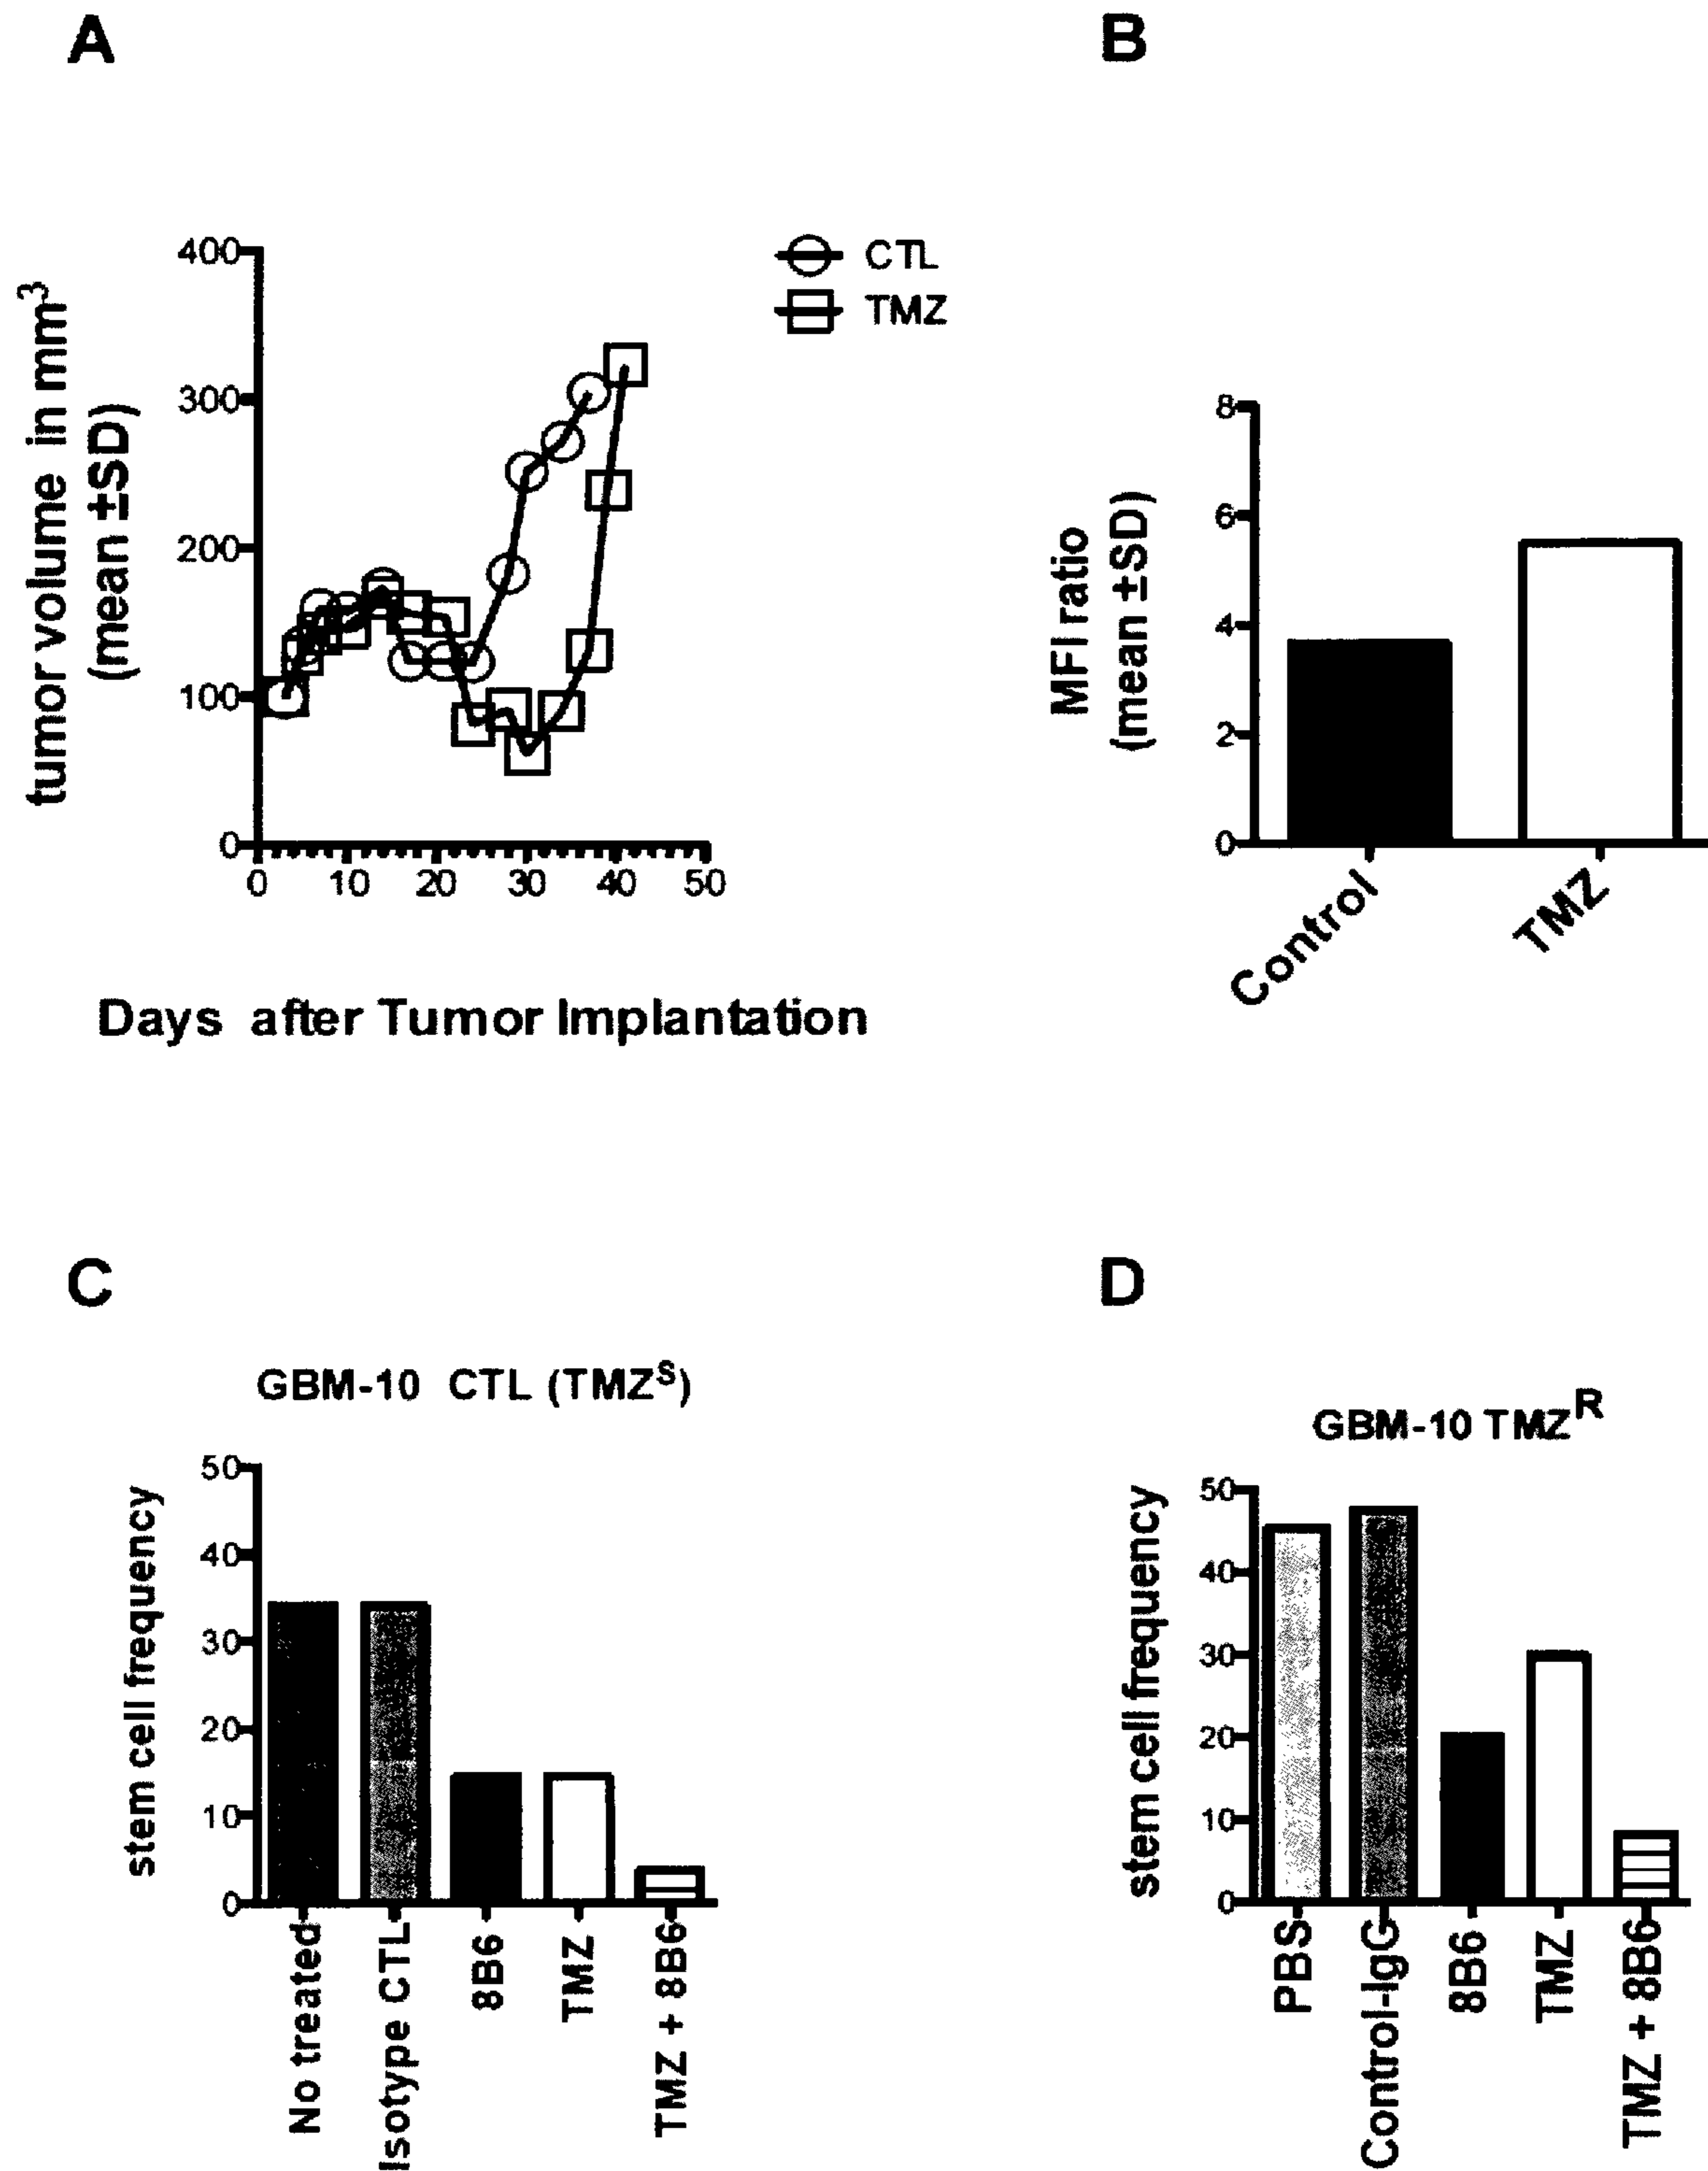 A
B
400
300
200
100
0
0 10 20 30 40 50
tumor volume in mm³
(mean ±SD)
CTL
TMZ
Days after Tumor Implantation
8
6
4
2
0
MFI ratio
(mean ±SD)
Control
TMZ
C
D
GBM-10 CTL (TMZ^S)
50
40
30
20
10
0
stem cell frequency
No treated
Isotype CTL
8B6
TMZ
TMZ + 8B6
GBM-10 TMZ^R
50
40
30
20
10
0
stem cell frequency
PBS
Control-IgG
8B6
TMZ
TMZ + 8B6